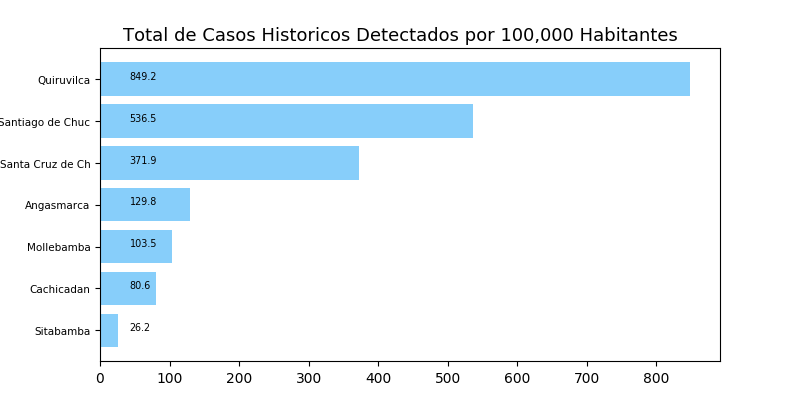 Total de Casos Historicos Detectados por 100,000 Habitantes
Quiruvilca 849.2
Santiago de Chuc 536.5
Santa Cruz de Ch 371.9
Angasmarca 129.8
Mollebamba 103.5
Cachicadan 80.6
Sitabamba 26.2
0 100 200 300 400 500 600 700 800